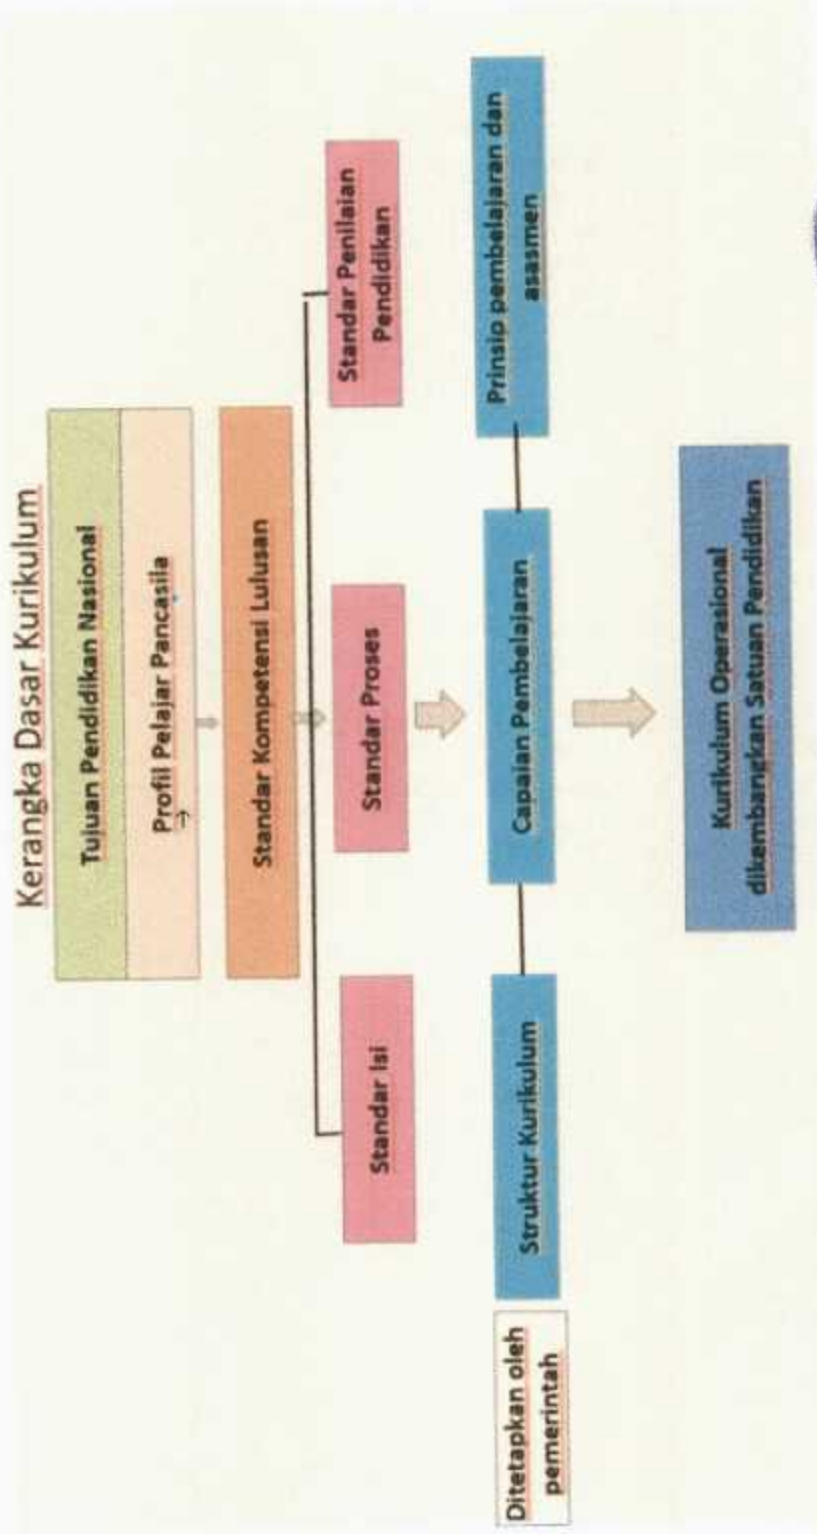 Kerangka Dasar Kurikulum
Tujuan Pendidikan Nasional
Profil Pelajar Pancasila
→
Standar Kompetensi Lulusan
Standar Isi
Standar Proses
Standar Penilaian
Pendidikan
Ditetapkan oleh
pemerintah
Struktur Kurikulum
Capaian Pembelajaran
Prinsip pembelajaran dan
asasmen
Kurikulum Operasional
dikembangkan Satuan Pendidikan